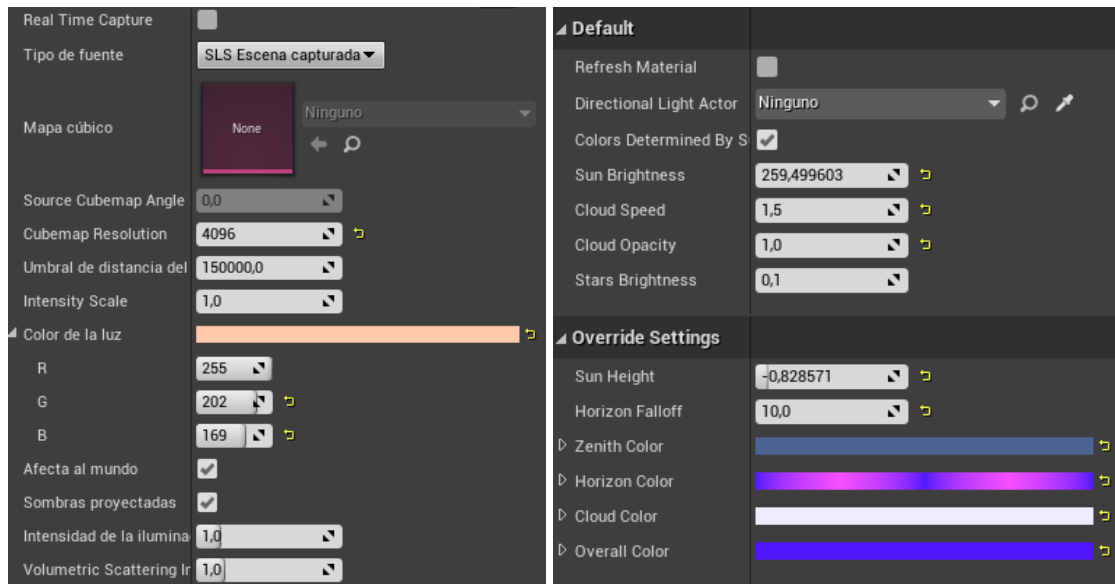 Real Time Capture
Tipo de fuente SLS Escena capturada
Mapa cúbico None Ninguno
Source Cubemap Angle 0,0
Cubemap Resolution 4096
Umbral de distancia del 150000,0
Intensity Scale 1,0
Color de la luz
R 255
G 202
B 169
Afecta al mundo
Sombras proyectadas
Intensidad de la ilumina 1,0
Volumetric Scattering Ir 1,0
Default
Refresh Material
Directional Light Actor Ninguno
Colors Determined By S
Sun Brightness 259,499603
Cloud Speed 1,5
Cloud Opacity 1,0
Stars Brightness 0,1
Override Settings
Sun Height -0,828571
Horizon Falloff 10,0
Zenith Color
Horizon Color
Cloud Color
Overall Color